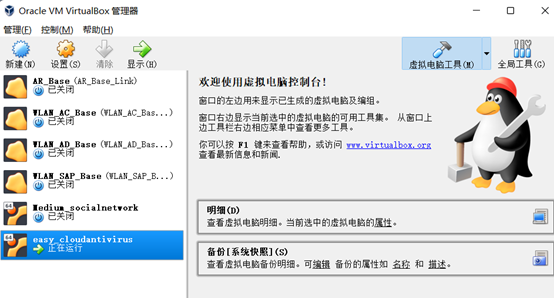 Oracle VM VirtualBox 管理器
管理(F) 控制(M) 帮助(H)
新建(N) 设置(S) 清除 显示(H) 虚拟电脑工具(M) 全局工具(G)
AR_Base (AR_Base_Link)
已关闭
WLAN_AC_Base (WLAN_AC_Bas...)
已关闭
WLAN_AD_Base (WLAN_AD_Bas...)
已关闭
WLAN_SAP_Base (WLAN_SAP_B...)
已关闭
64
Medium_socialnetwork
已关闭
64
easy_cloudantivirus
正在运行
欢迎使用虚拟电脑控制台!
窗口的左边用来显示已生成的虚拟电脑及编组。
窗口右边显示当前选中的虚拟电脑的可用工具集。 从窗口上
边工具栏右边相应菜单中查看更多工具。
你可以按 F1 键来查看帮助,或访问 www.virtualbox.org
查看最新信息和新闻.
明细(D)
查看虚拟电脑明细。当前选中的虚拟电脑的属性。
备份[系统快照](S)
查看虚拟电脑备份明细。可编辑 备份的属性如 名称 和 描述。